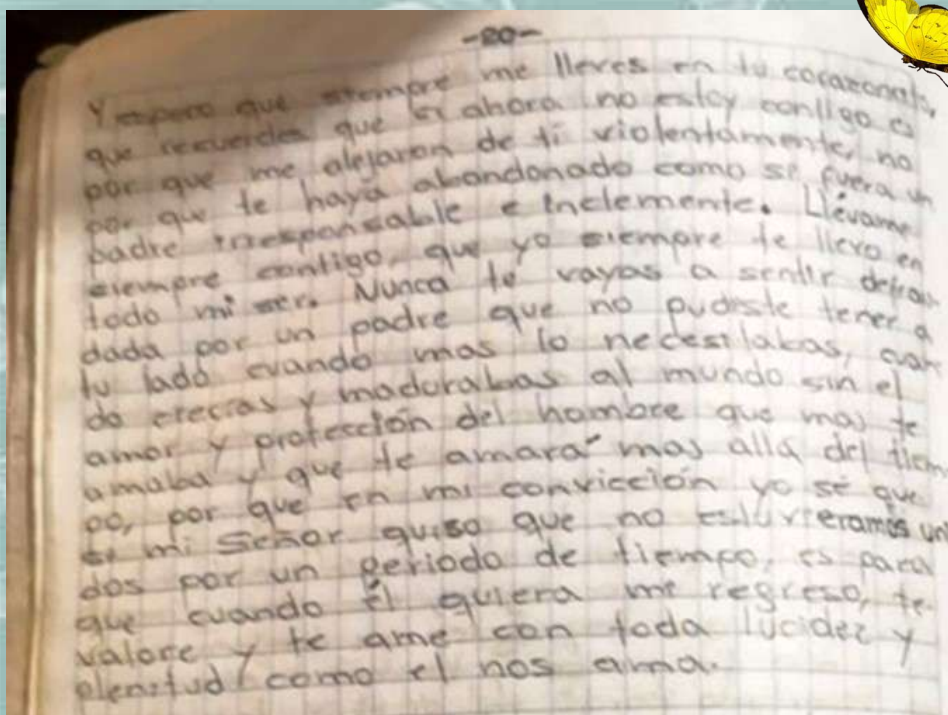 -20-
Y espero que siempre me lleves en tu corazoncito,
que recuerdes que si ahora no estoy contigo es
por que me alejaron de ti violentamente, no
por que te haya abandonado como si fuera un
padre irresponsable e inclemente. Llévame
siempre contigo, que yo siempre te llevo en
todo mi ser. Nunca te vayas a sentir defrau-
dada por un padre que no pudiste tener a
tu lado cuando mas lo necesitabas, cuan
do crecias y madurabas al mundo sin el
amor y protección del hombre que mas te
amaba y que te amará mas allá del tiem
po, por que en mi convicción yo sé que
si mi Señor quiso que no estuvieramos uni
dos por un periodo de tiempo, es para
que cuando él quiera mi regreso, te
valore y te ame con toda lucidez y
plenitud como el nos ama.